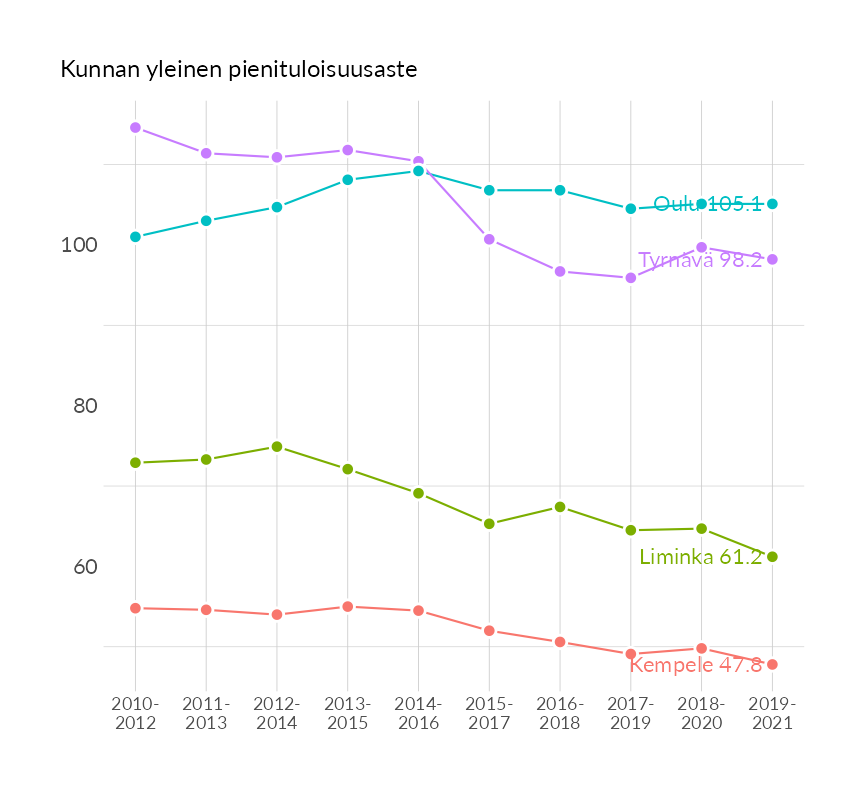 Kunnan yleinen pienituloisuusaste
Oulu 105.1
100
Tyrnävä 98.2
80
Liminka 61.2
60
Kempele 47.8
2010- 2011- 2012- 2013- 2014- 2015- 2016- 2017- 2018- 2019-
2012 2013 2014 2015 2016 2017 2018 2019 2020 2021